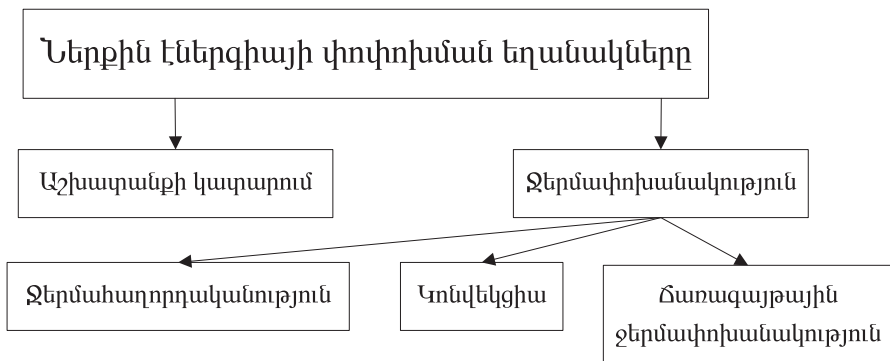 Ներքին էներգիայի փոփոխման եղանակները
Աշխատանքի կատարում
Ջերմափոխանակություն
Ջերմահաղորդականություն
Կոնվեկցիա
Ճառագայթային
ջերմափոխանակություն